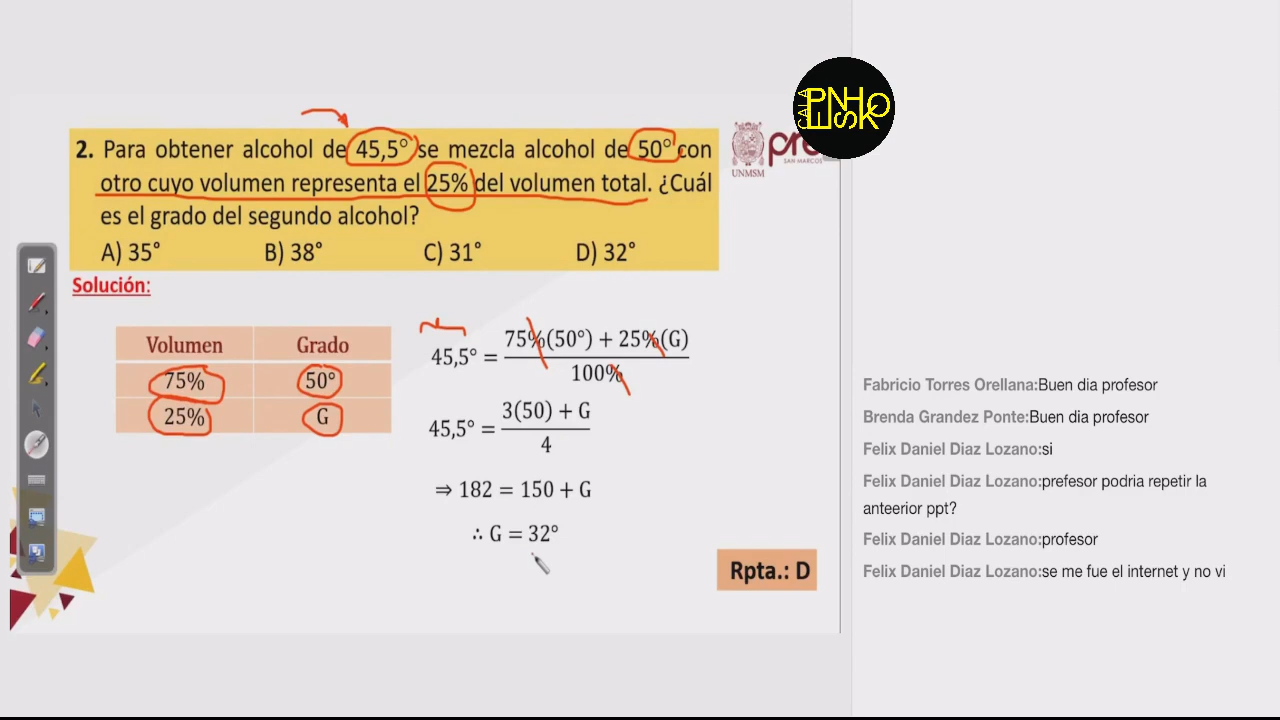 2. Para obtener alcohol de 45,5° se mezcla alcohol de 50° con
otro cuyo volumen representa el 25% del volumen total. ¿Cuál
es el grado del segundo alcohol?
A) 35° B) 38° C) 31° D) 32°
Solución:
Volumen Grado
75% 50°
25% G
45,5° = 75%(50°) + 25%(G)
100%
45,5° = 3(50) + G
4
⇒ 182 = 150 + G
∴ G = 32°
Rpta.: D
UNMSM
SAN MARCOS
Fabricio Torres Orellana:Buen dia profesor
Brenda Grandez Ponte:Buen dia profesor
Felix Daniel Diaz Lozano:si
Felix Daniel Diaz Lozano:prefesor podria repetir la
anteerior ppt?
Felix Daniel Diaz Lozano:profesor
Felix Daniel Diaz Lozano:se me fue el internet y no vi